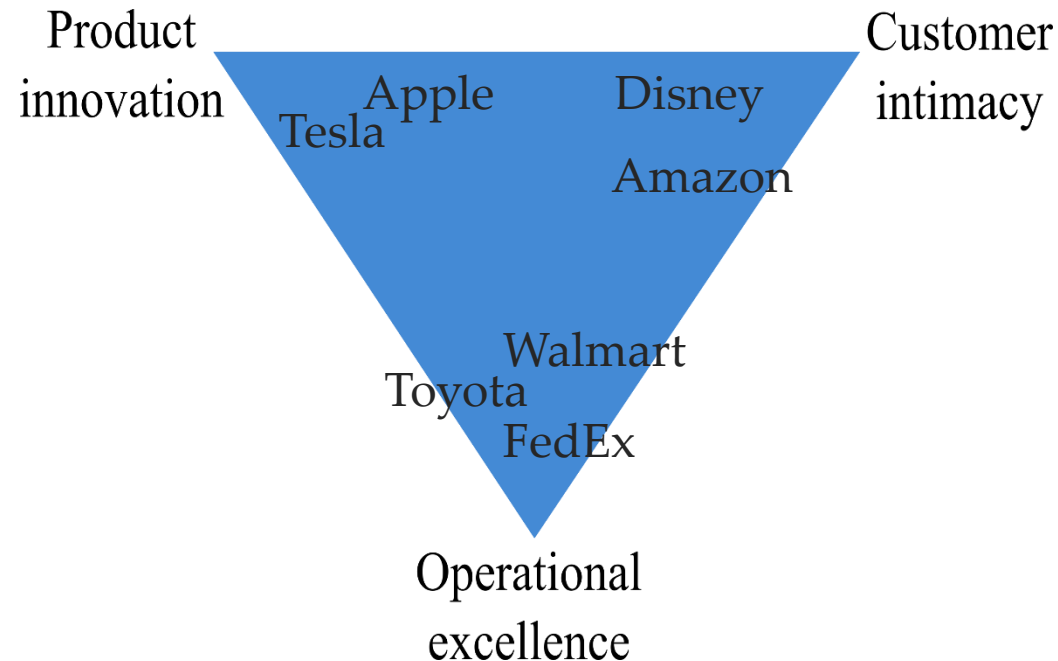 Product
innovation
Customer
intimacy
Apple
Disney
Tesla
Amazon
Walmart
Toyota
FedEx
Operational
excellence